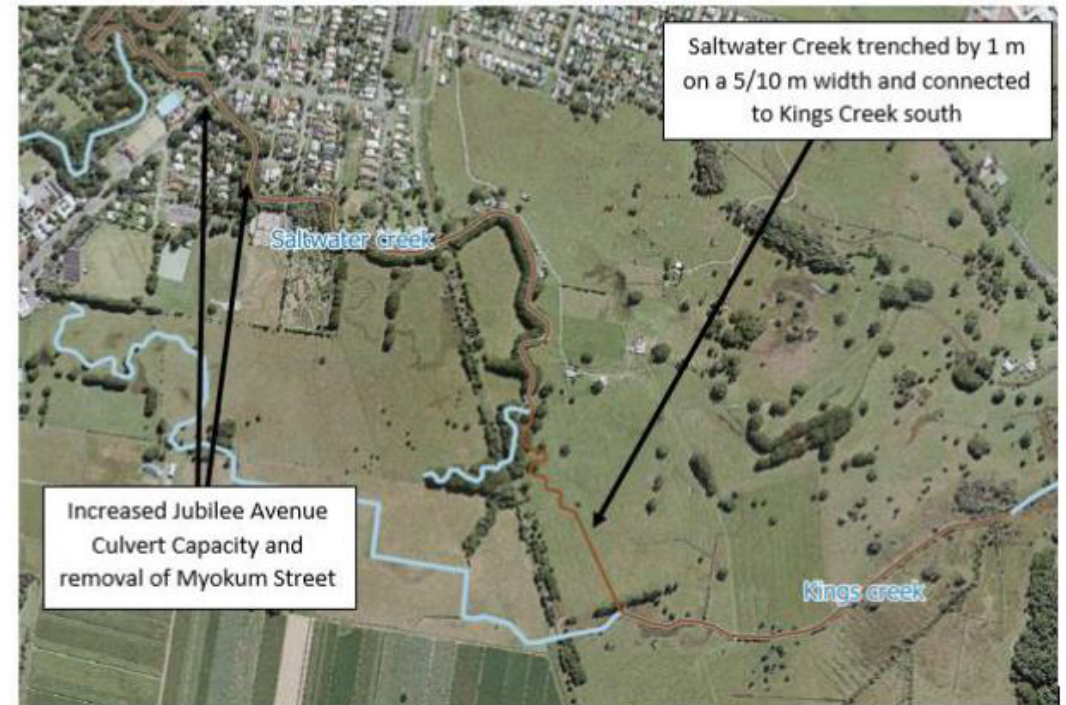 Saltwater Creek trenched by 1 m
on a 5/10 m width and connected
to Kings Creek south
Saltwater creek
Increased Jubilee Avenue
Culvert Capacity and
removal of Myokum Street
Kings creek